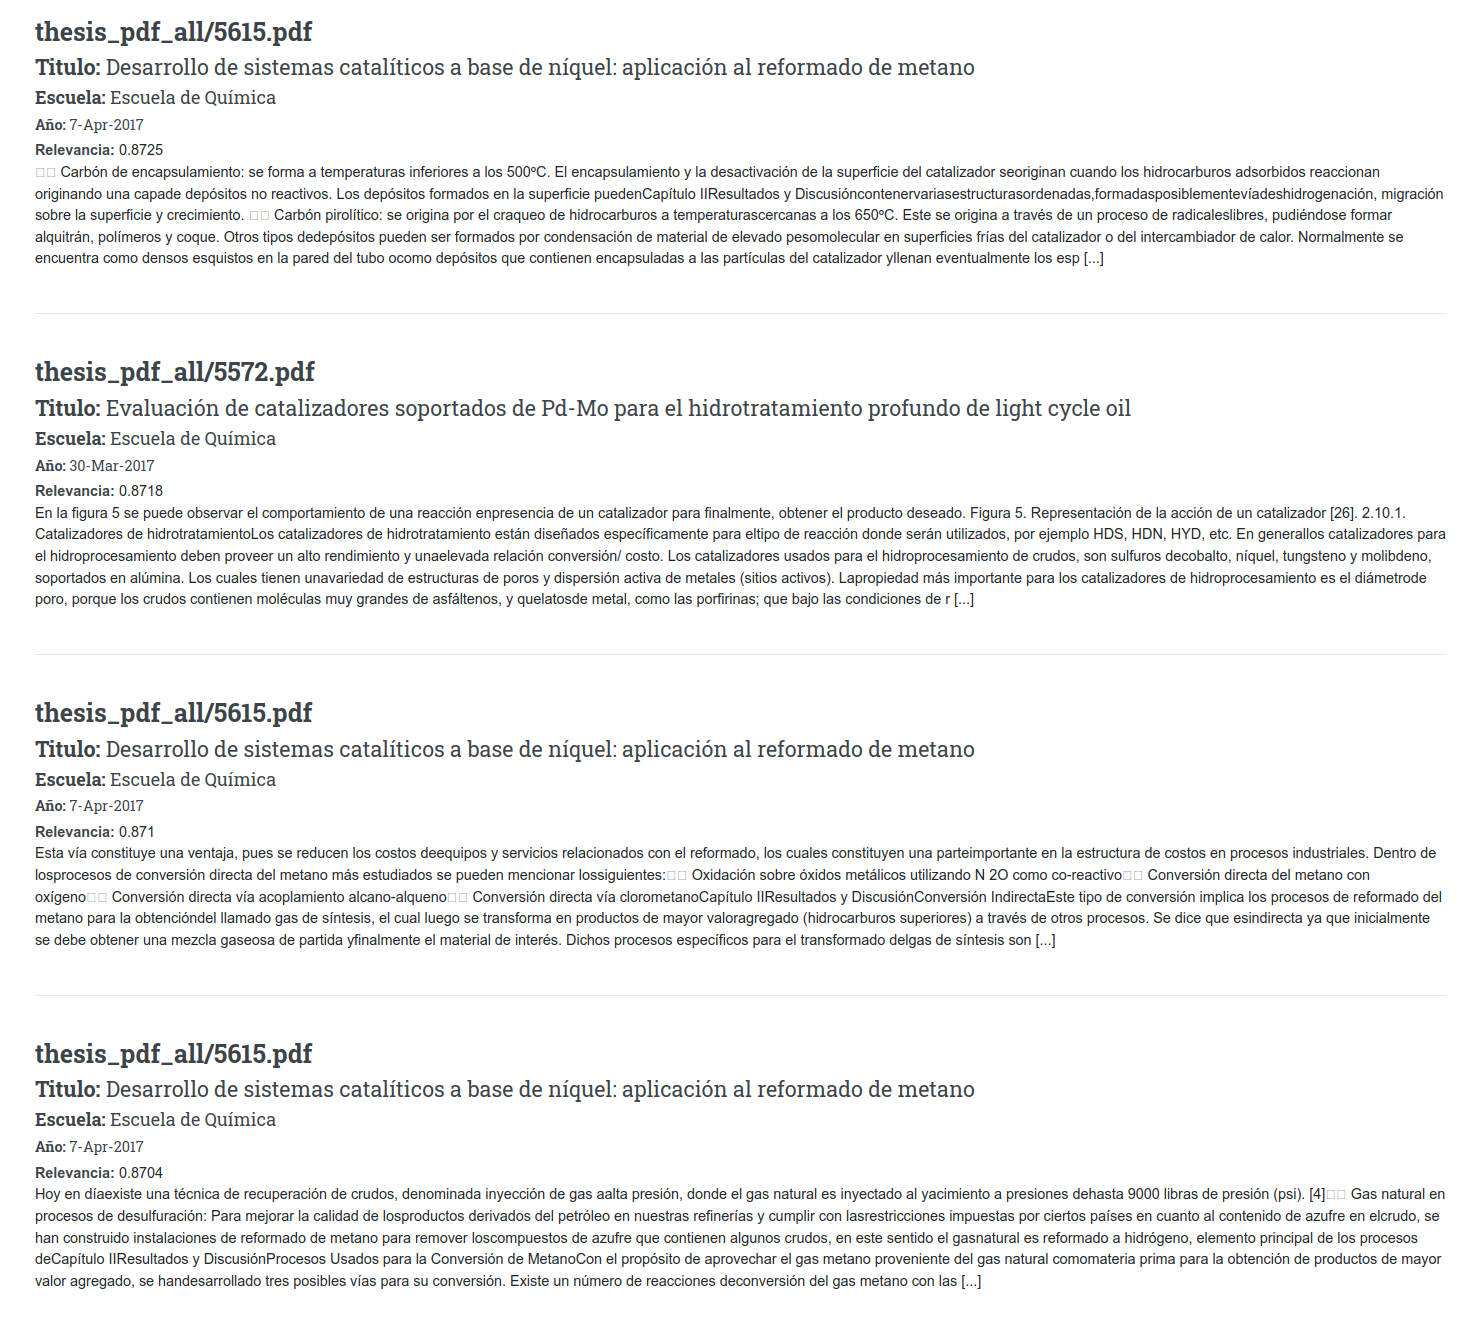 thesis_pdf_all/5615.pdf
Titulo: Desarrollo de sistemas catalíticos a base de níquel: aplicación al reformado de metano
Escuela: Escuela de Química
Año: 7-Apr-2017
Relevancia: 0.8725
□□ Carbón de encapsulamiento: se forma a temperaturas inferiores a los 500ºC. El encapsulamiento y la desactivación de la superficie del catalizador seoriginan cuando los hidrocarburos adsorbidos reaccionan
originando una capade depósitos no reactivos. Los depósitos formados en la superficie puedenCapítulo IIResultados y Discusióncontenervariasestructurasordenadas,formadasposiblementevíadeshidrogenación, migración
sobre la superficie y crecimiento. □□ Carbón pirolítico: se origina por el craqueo de hidrocarburos a temperaturascercanas a los 650ºC. Este se origina a través de un proceso de radicaleslibres, pudiéndose formar
alquitrán, polímeros y coque. Otros tipos dedepósitos pueden ser formados por condensación de material de elevado pesomolecular en superficies frías del catalizador o del intercambiador de calor. Normalmente se
encuentra como densos esquistos en la pared del tubo ocomo depósitos que contienen encapsuladas a las partículas del catalizador yllenan eventualmente los esp [...]
thesis_pdf_all/5572.pdf
Titulo: Evaluación de catalizadores soportados de Pd-Mo para el hidrotratamiento profundo de light cycle oil
Escuela: Escuela de Química
Año: 30-Mar-2017
Relevancia: 0.8718
En la figura 5 se puede observar el comportamiento de una reacción enpresencia de un catalizador para finalmente, obtener el producto deseado. Figura 5. Representación de la acción de un catalizador [26]. 2.10.1.
Catalizadores de hidrotratamientoLos catalizadores de hidrotratamiento están diseñados específicamente para eltipo de reacción donde serán utilizados, por ejemplo HDS, HDN, HYD, etc. En generallos catalizadores para
el hidroprocesamiento deben proveer un alto rendimiento y unaelevada relación conversión/ costo. Los catalizadores usados para el hidroprocesamiento de crudos, son sulfuros decobalto, níquel, tungsteno y molibdeno,
soportados en alúmina. Los cuales tienen unavariedad de estructuras de poros y dispersión activa de metales (sitios activos). Lapropiedad más importante para los catalizadores de hidroprocesamiento es el diámetrode
poro, porque los crudos contienen moléculas muy grandes de asfáltenos, y quelatosde metal, como las porfirinas; que bajo las condiciones de r [...]
thesis_pdf_all/5615.pdf
Titulo: Desarrollo de sistemas catalíticos a base de níquel: aplicación al reformado de metano
Escuela: Escuela de Química
Año: 7-Apr-2017
Relevancia: 0.871
Esta vía constituye una ventaja, pues se reducen los costos deequipos y servicios relacionados con el reformado, los cuales constituyen una parteimportante en la estructura de costos en procesos industriales. Dentro de
losprocesos de conversión directa del metano más estudiados se pueden mencionar lossiguientes:□□ Oxidación sobre óxidos metálicos utilizando N 2O como co-reactivo□□ Conversión directa del metano con
oxígeno□□ Conversión directa vía acoplamiento alcano-alqueno□□ Conversión directa vía clorometanoCapítulo IIResultados y DiscusiónConversión IndirectaEste tipo de conversión implica los procesos de reformado del
metano para la obtencióndel llamado gas de síntesis, el cual luego se transforma en productos de mayor valoragregado (hidrocarburos superiores) a través de otros procesos. Se dice que esindirecta ya que inicialmente
se debe obtener una mezcla gaseosa de partida yfinalmente el material de interés. Dichos procesos específicos para el transformado delgas de síntesis son [...]
thesis_pdf_all/5615.pdf
Titulo: Desarrollo de sistemas catalíticos a base de níquel: aplicación al reformado de metano
Escuela: Escuela de Química
Año: 7-Apr-2017
Relevancia: 0.8704
Hoy en díaexiste una técnica de recuperación de crudos, denominada inyección de gas aalta presión, donde el gas natural es inyectado al yacimiento a presiones dehasta 9000 libras de presión (psi). [4]□□ Gas natural en
procesos de desulfuración: Para mejorar la calidad de losproductos derivados del petróleo en nuestras refinerías y cumplir con lasrestricciones impuestas por ciertos países en cuanto al contenido de azufre en elcrudo, se
han construido instalaciones de reformado de metano para remover loscompuestos de azufre que contienen algunos crudos, en este sentido el gasnatural es reformado a hidrógeno, elemento principal de los procesos
deCapítulo IIResultados y DiscusiónProcesos Usados para la Conversión de MetanoCon el propósito de aprovechar el gas metano proveniente del gas natural comomateria prima para la obtención de productos de mayor
valor agregado, se handesarrollado tres posibles vías para su conversión. Existe un número de reacciones deconversión del gas metano con las [...]